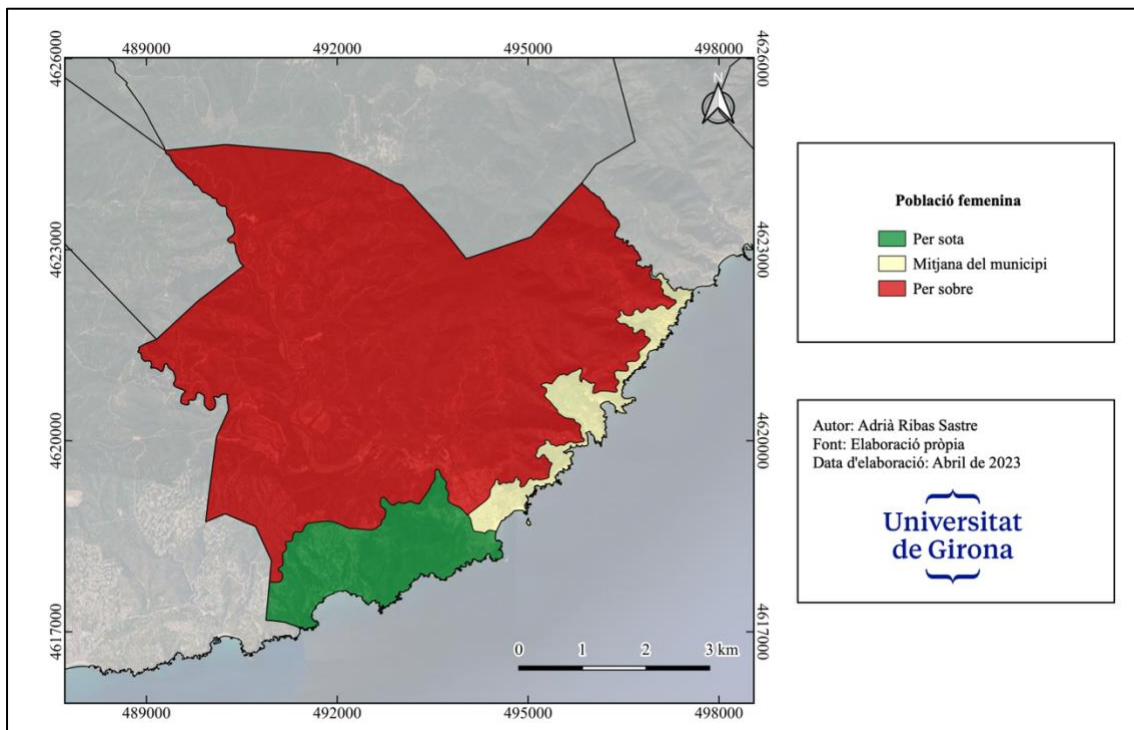 489000
492000
495000
498000
4626000
4626000
N
4623000
4623000
4620000
4620000
4617000
4617000
0
1
2
3 km
489000
492000
495000
498000
Població femenina
Per sota
Mitjana del municipi
Per sobre
Autor: Adrià Ribas Sastre
Font: Elaboració pròpia
Data d'elaboració: Abril de 2023
Universitat
de Girona